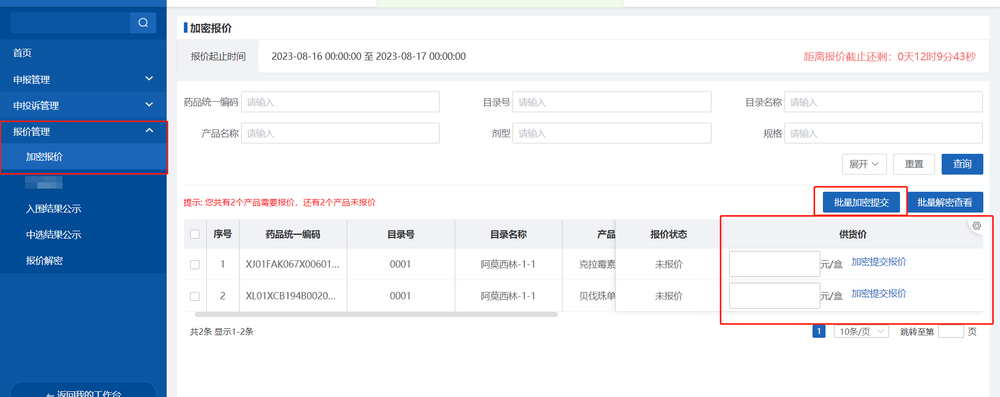 首页
申报管理
申投诉管理
报价管理
加密报价
入围结果公示
中选结果公示
报价解密
返回我的工作台
加密报价
报价起止时间 2023-08-16 00:00:00 至 2023-08-17 00:00:00 距离报价截止还剩：0天12时9分43秒
药品统一编码 请输入 目录号 请输入 目录名称 请输入
产品名称 请输入 剂型 请输入 规格 请输入
展开 重置 查询
提示: 您共有2个产品需要报价，还有2个产品未报价 批量加密提交 批量解密查看
序号 药品统一编码 目录号 目录名称 产品 报价状态 供货价
1 XJ01FAK067X00601... 0001 阿莫西林-1-1 克拉霉素 未报价 元/盒 加密提交报价
2 XL01XCB194B0020... 0001 阿莫西林-1-1 贝伐珠单 未报价 元/盒 加密提交报价
共2条 显示1-2条 1 10条/页 跳转至第 页